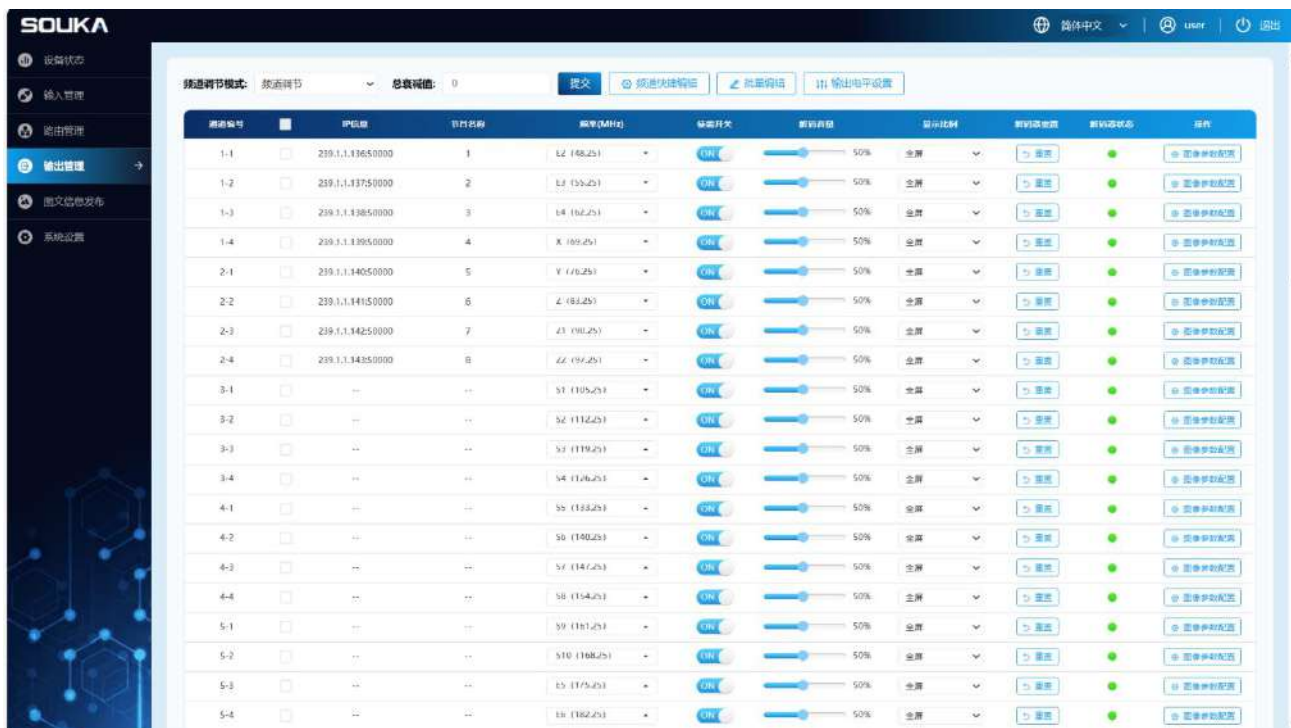 SOUKA
简体中文 user 退出
设备状态
输入管理
路由管理
输出管理
图文信息发布
系统设置
频道调节模式: 频道调节 总衰减值: 0 提交 频道快捷编辑 批量编辑 输出电平设置
通道编号 IP信息 节目名称 频率(MHz) 解码音量 显示比例 解码器重置 解码器状态 操作
1-1 239.1.1.136:50000 1 E2 (48.25) ON 50% 全屏 重置 图像参数配置
1-2 239.1.1.137:50000 2 E3 (55.25) ON 50% 全屏 重置 图像参数配置
1-3 239.1.1.138:50000 3 E4 (62.25) ON 50% 全屏 重置 图像参数配置
1-4 239.1.1.139:50000 4 X (69.25) ON 50% 全屏 重置 图像参数配置
2-1 239.1.1.140:50000 5 Y (76.25) ON 50% 全屏 重置 图像参数配置
2-2 239.1.1.141:50000 6 Z (83.25) ON 50% 全屏 重置 图像参数配置
2-3 239.1.1.142:50000 7 Z1 (90.25) ON 50% 全屏 重置 图像参数配置
2-4 239.1.1.143:50000 8 Z2 (97.25) ON 50% 全屏 重置 图像参数配置
3-1 -- -- S1 (105.25) ON 50% 全屏 重置 图像参数配置
3-2 -- -- S2 (112.25) ON 50% 全屏 重置 图像参数配置
3-3 -- -- S3 (119.25) ON 50% 全屏 重置 图像参数配置
3-4 -- -- S4 (126.25) ON 50% 全屏 重置 图像参数配置
4-1 -- -- S5 (133.25) ON 50% 全屏 重置 图像参数配置
4-2 -- -- S6 (140.25) ON 50% 全屏 重置 图像参数配置
4-3 -- -- S7 (147.25) ON 50% 全屏 重置 图像参数配置
4-4 -- -- S8 (154.25) ON 50% 全屏 重置 图像参数配置
5-1 -- -- S9 (161.25) ON 50% 全屏 重置 图像参数配置
5-2 -- -- S10 (168.25) ON 50% 全屏 重置 图像参数配置
5-3 -- -- E5 (175.25) ON 50% 全屏 重置 图像参数配置
5-4 -- -- E6 (182.25) ON 50% 全屏 重置 图像参数配置